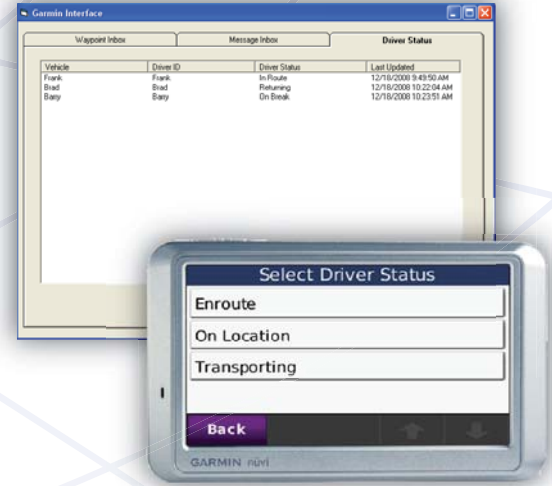 Garmin Interface
Waypoint Inbox Message Inbox Driver Status
Vehicle Driver ID Driver Status Last Updated
Frank Frank In Route 12/18/2008 9:49:50 AM
Brad Brad Returning 12/18/2008 10:22:04 AM
Barry Barry On Break 12/18/2008 10:23:51 AM
Select Driver Status
Enroute
On Location
Transporting
Back
GARMIN nüvi